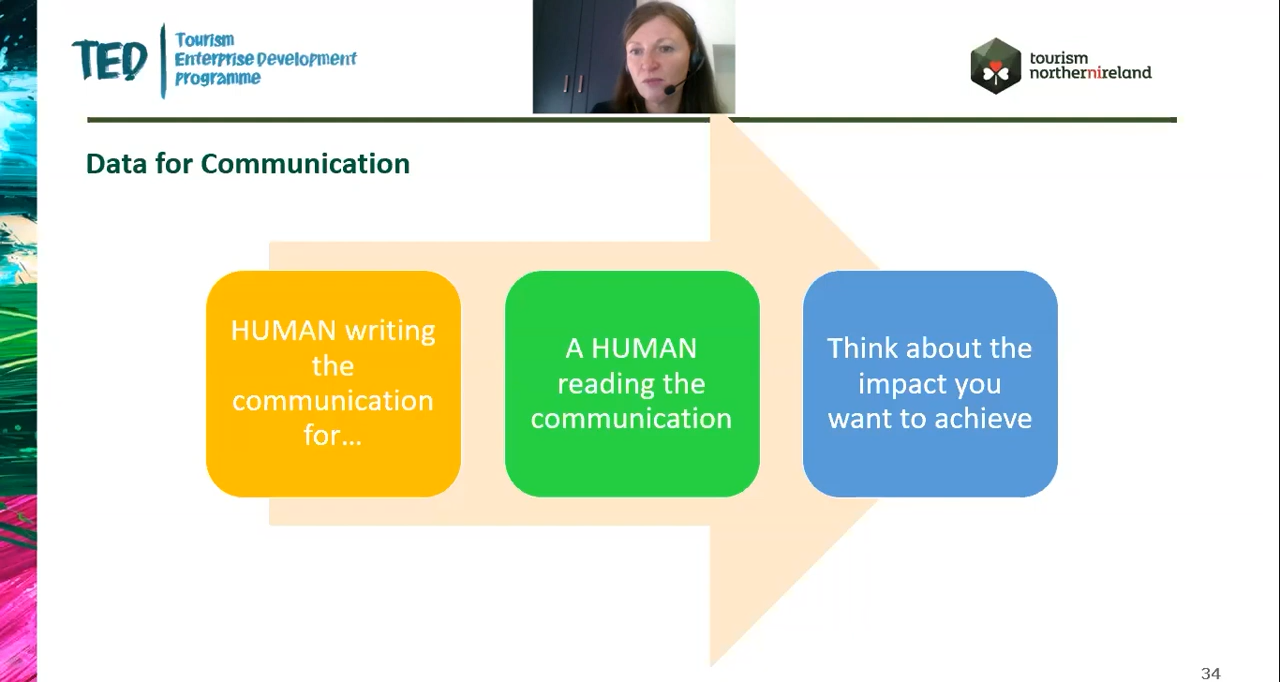 TED
Tourism
Enterprise Development
programme
tourism
northernireland
Data for Communication
HUMAN writing
the
communication
for...
A HUMAN
reading the
communication
Think about the
impact you
want to achieve
34